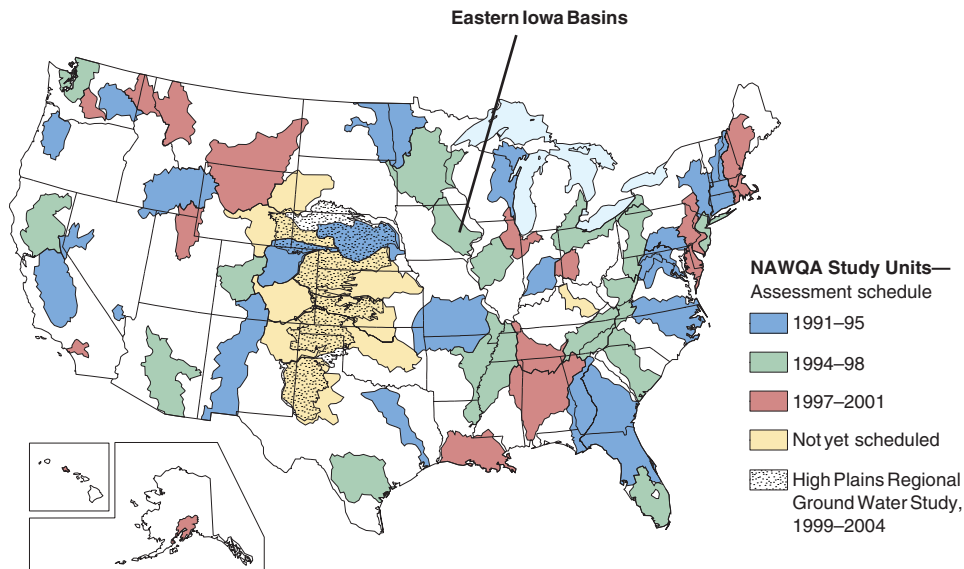 Eastern Iowa Basins
NAWQA Study Units—
Assessment schedule
1991–95
1994–98
1997–2001
Not yet scheduled
High Plains Regional
Ground Water Study,
1999–2004